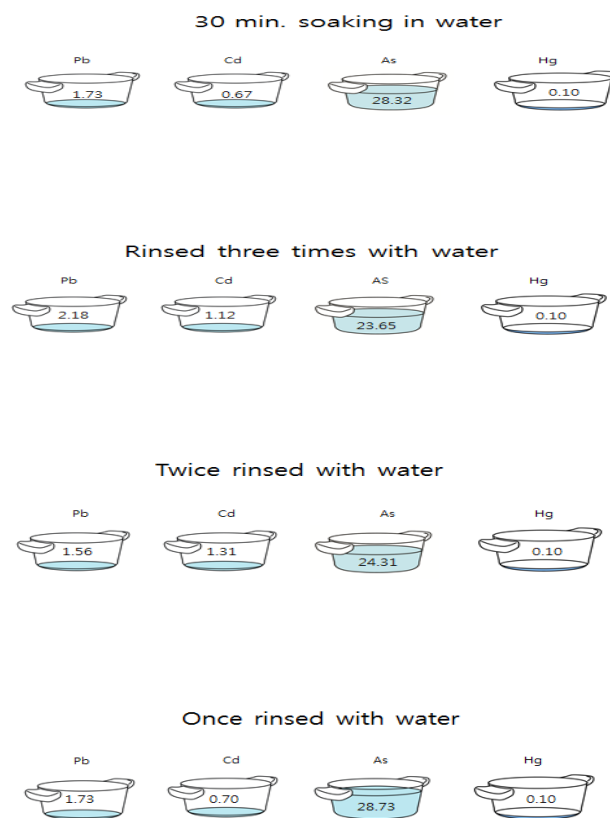 30 min. soaking in water
Pb Cd As Hg
1.73 0.67 28.32 0.10
Rinsed three times with water
Pb Cd AS Hg
2.18 1.12 23.65 0.10
Twice rinsed with water
Pb Cd As Hg
1.56 1.31 24.31 0.10
Once rinsed with water
Pb Cd As Hg
1.73 0.70 28.73 0.10